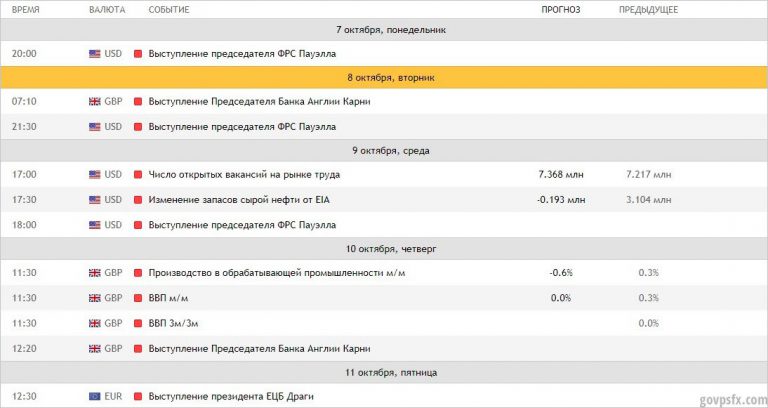 ВРЕМЯ ВАЛЮТА СОБЫТИЕ ПРОГНОЗ ПРЕДЫДУЩЕЕ
7 октября, понедельник
20:00 USD Выступление председателя ФРС Пауэлла
8 октября, вторник
07:10 GBP Выступление Председателя Банка Англии Карни
21:30 USD Выступление председателя ФРС Пауэлла
9 октября, среда
17:00 USD Число открытых вакансий на рынке труда 7.368 млн 7.217 млн
17:30 USD Изменение запасов сырой нефти от EIA -0.193 млн 3.104 млн
18:00 USD Выступление председателя ФРС Пауэлла
10 октября, четверг
11:30 GBP Производство в обрабатывающей промышленности м/м -0.6% 0.3%
11:30 GBP ВВП м/м 0.0% 0.3%
11:30 GBP ВВП 3м/3м 0.0%
12:20 GBP Выступление Председателя Банка Англии Карни
11 октября, пятница
12:30 EUR Выступление президента ЕЦБ Драги
govpsfx.com